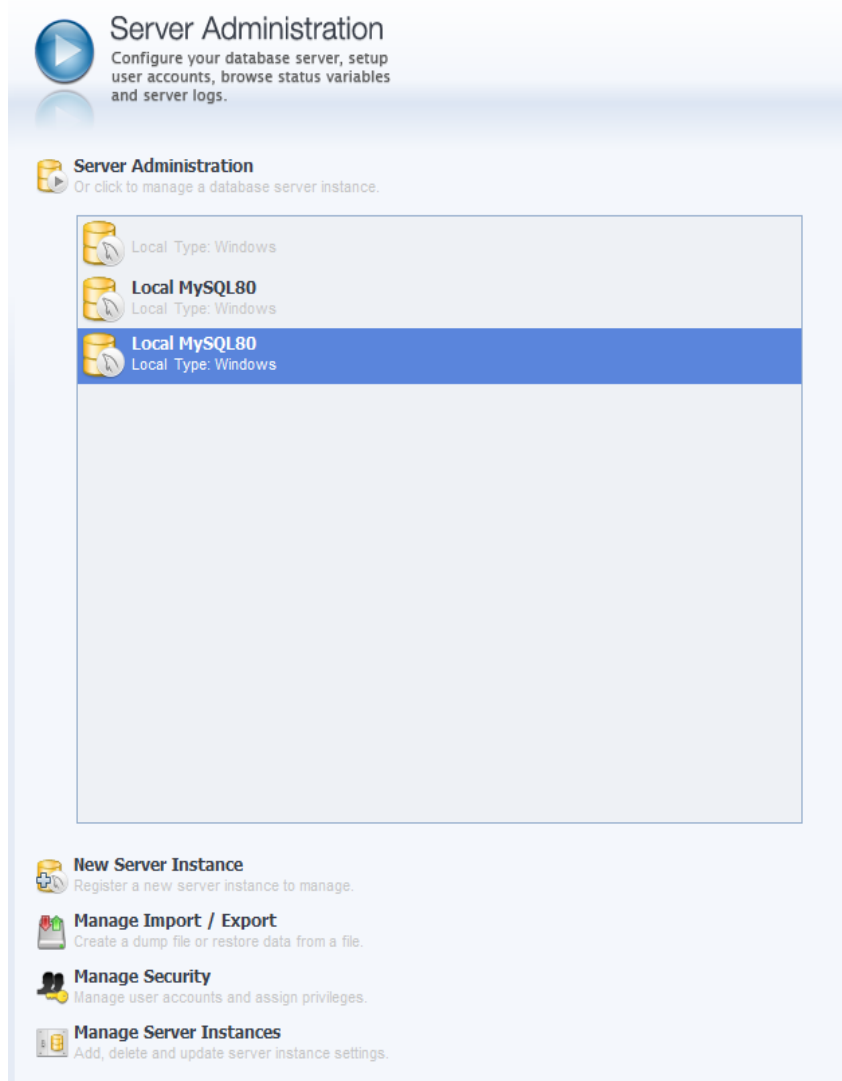 Server Administration
Configure your database server, setup
user accounts, browse status variables
and server logs.
Server Administration
Or click to manage a database server instance.
Local Type: Windows
Local MySQL80
Local Type: Windows
Local MySQL80
Local Type: Windows
New Server Instance
Register a new server instance to manage.
Manage Import / Export
Create a dump file or restore data from a file.
Manage Security
Manage user accounts and assign privileges.
Manage Server Instances
Add, delete and update server instance settings.